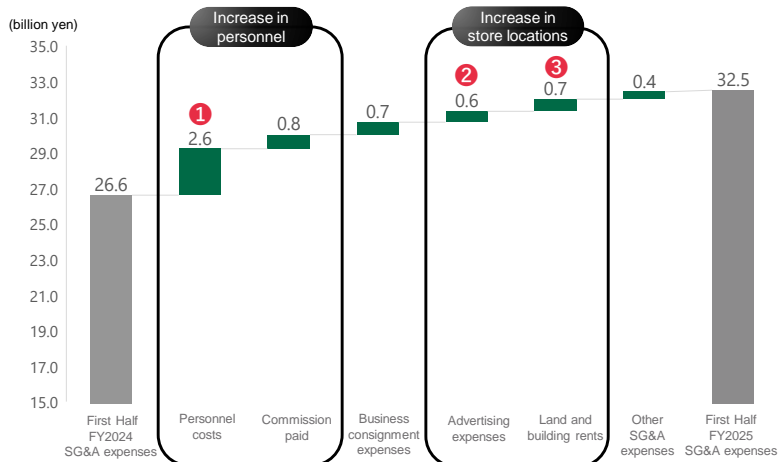 (billion yen)
Increase in
personnel
Increase in
store locations
35.0
33.0
31.0
29.0
27.0
25.0
23.0
21.0
19.0
17.0
15.0
26.6
1
2.6
0.8
0.7
2
0.6
3
0.7
0.4
32.5
First Half
FY2024
SG&A expenses
Personnel
costs
Commission
paid
Business
consignment
expenses
Advertising
expenses
Land and
building rents
Other
SG&A
expenses
First Half
FY2025
SG&A expenses